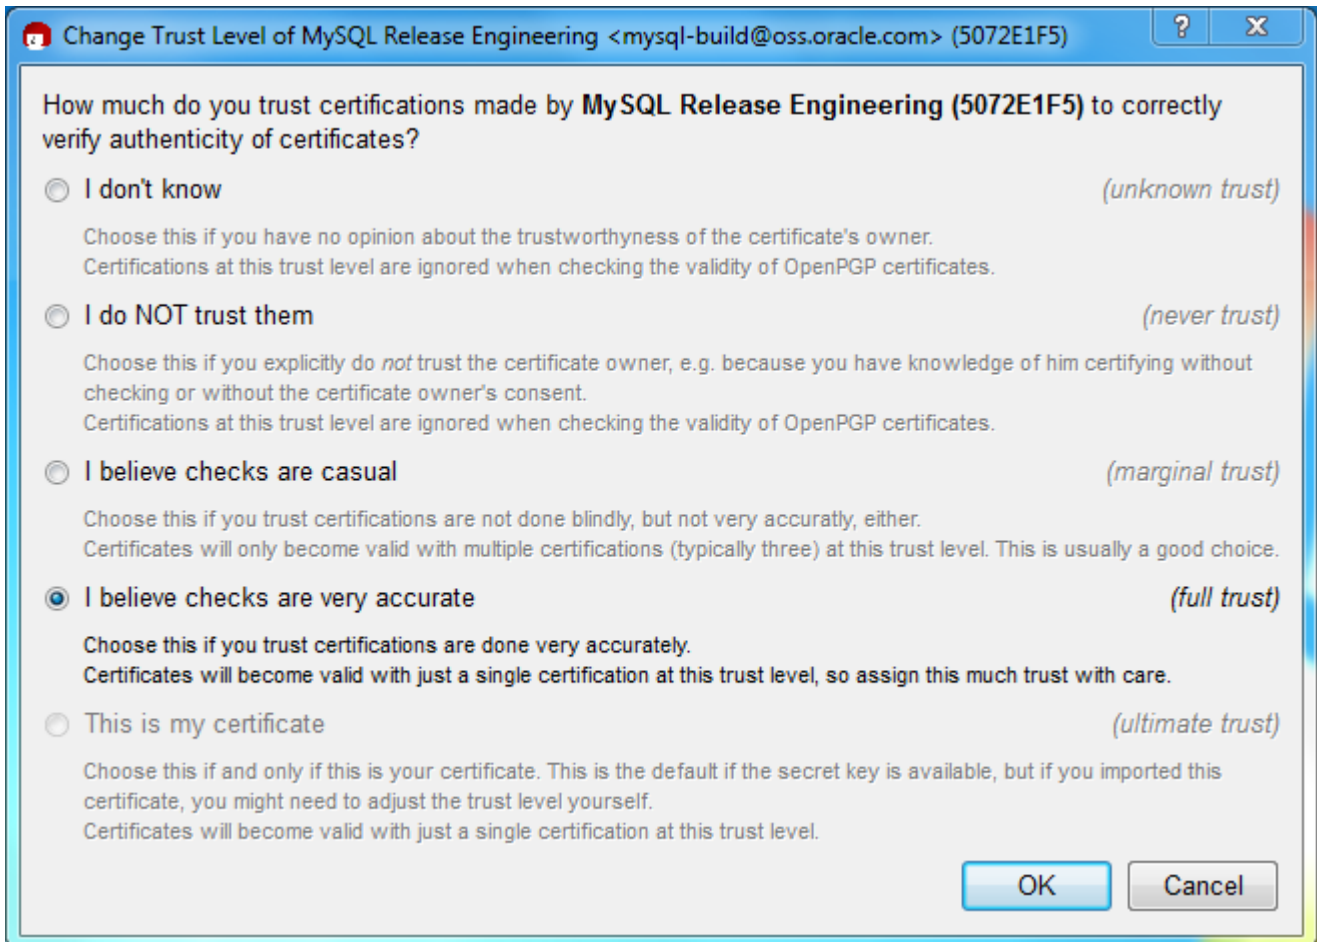 Change Trust Level of MySQL Release Engineering <mysql-build@oss.oracle.com> (5072E1F5)
How much do you trust certifications made by MySQL Release Engineering (5072E1F5) to correctly
verify authenticity of certificates?
I don't know (unknown trust)
Choose this if you have no opinion about the trustworthyness of the certificate's owner.
Certifications at this trust level are ignored when checking the validity of OpenPGP certificates.
I do NOT trust them (never trust)
Choose this if you explicitly do not trust the certificate owner, e.g. because you have knowledge of him certifying without
checking or without the certificate owner's consent.
Certifications at this trust level are ignored when checking the validity of OpenPGP certificates.
I believe checks are casual (marginal trust)
Choose this if you trust certifications are not done blindly, but not very accuratly, either.
Certificates will only become valid with multiple certifications (typically three) at this trust level. This is usually a good choice.
I believe checks are very accurate (full trust)
Choose this if you trust certifications are done very accurately.
Certificates will become valid with just a single certification at this trust level, so assign this much trust with care.
This is my certificate (ultimate trust)
Choose this if and only if this is your certificate. This is the default if the secret key is available, but if you imported this
certificate, you might need to adjust the trust level yourself.
Certificates will become valid with just a single certification at this trust level.
OK Cancel